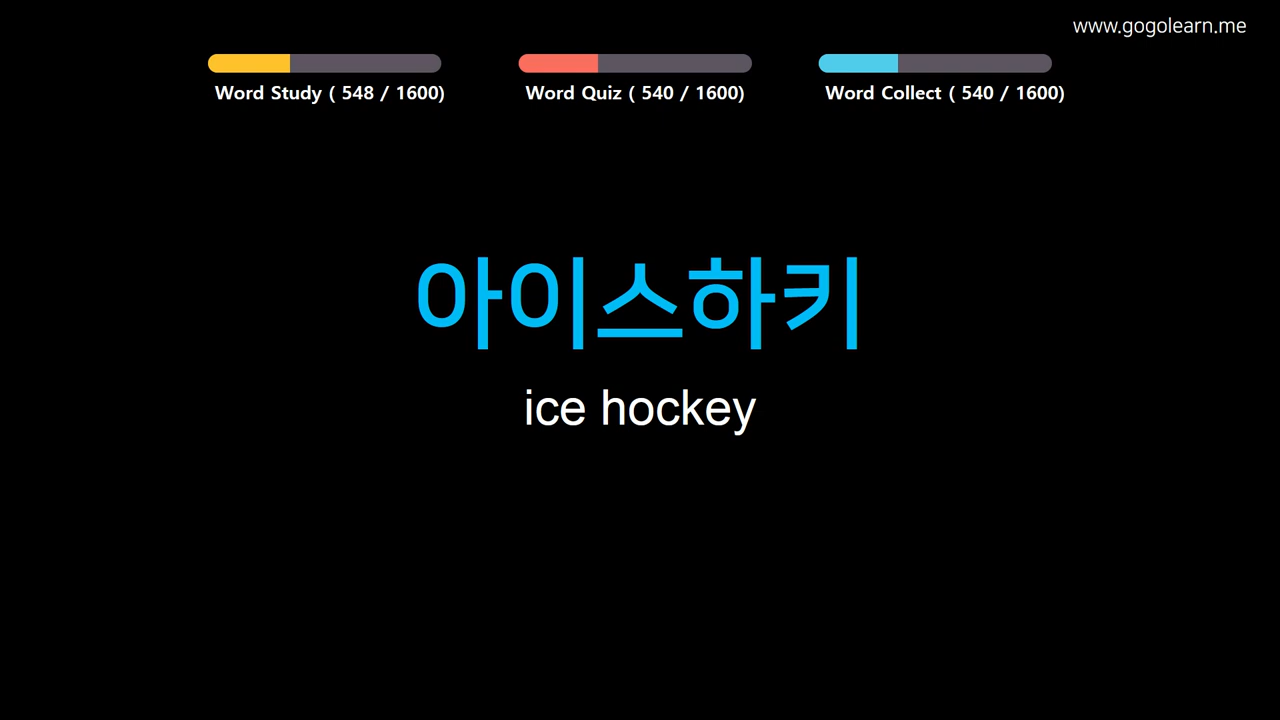 www.gogolearn.me
Word Study ( 548 / 1600)
Word Quiz ( 540 / 1600)
Word Collect ( 540 / 1600)
아이스하키
ice hockey